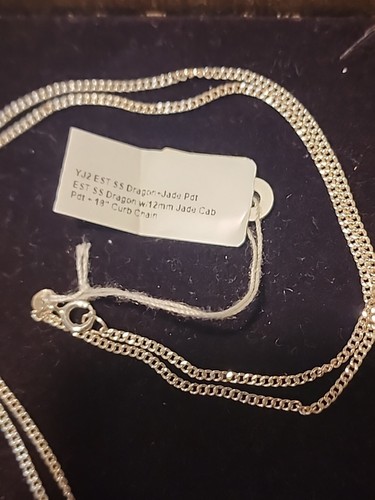 YJ2 EST SS Dragon+Jade Pdt
EST SS Dragon w/12mm Jade Cab
Pdt + 18" Curb Chain